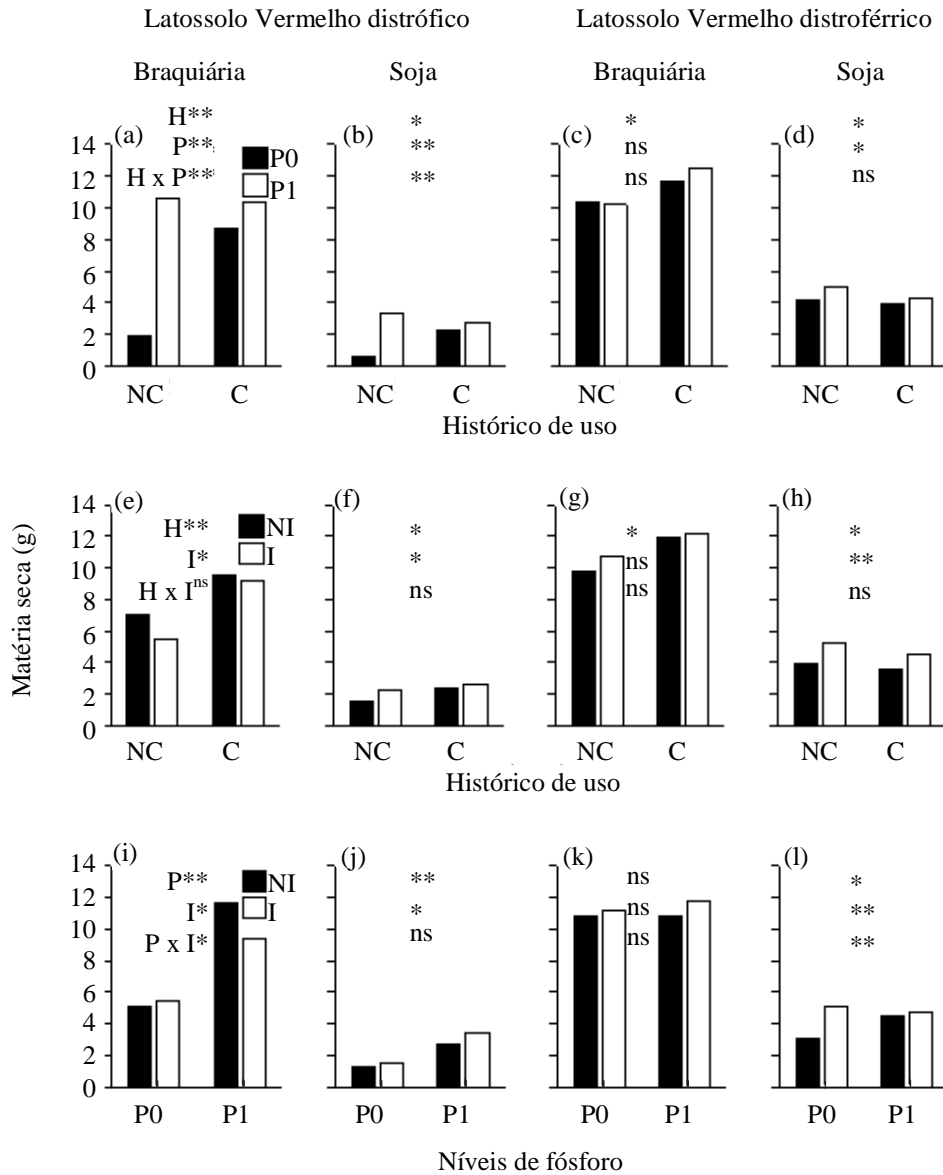 Latossolo Vermelho distrófico Latossolo Vermelho distroférrico
Braquiária Soja Braquiária Soja
(a) H** (b) * (c) * (d) *
14 P** ** ns *
P0
12 H x P** ** ns ns
P1
10
8
6
4
2
0
NC C NC C NC C NC C
Histórico de uso
Matéria seca (g)
14 (e) (f) (g) (h)
H** NI * * *
12 I* I * ns **
10 H x I^ns ns ns ns
8
6
4
2
0
NC C NC C NC C NC C
Histórico de uso
14 (i) (j) (k) (l)
P** NI ** ns *
12 I* I * ns **
10 P x I* ns ns **
8
6
4
2
0
P0 P1 P0 P1 P0 P1 P0 P1
Níveis de fósforo